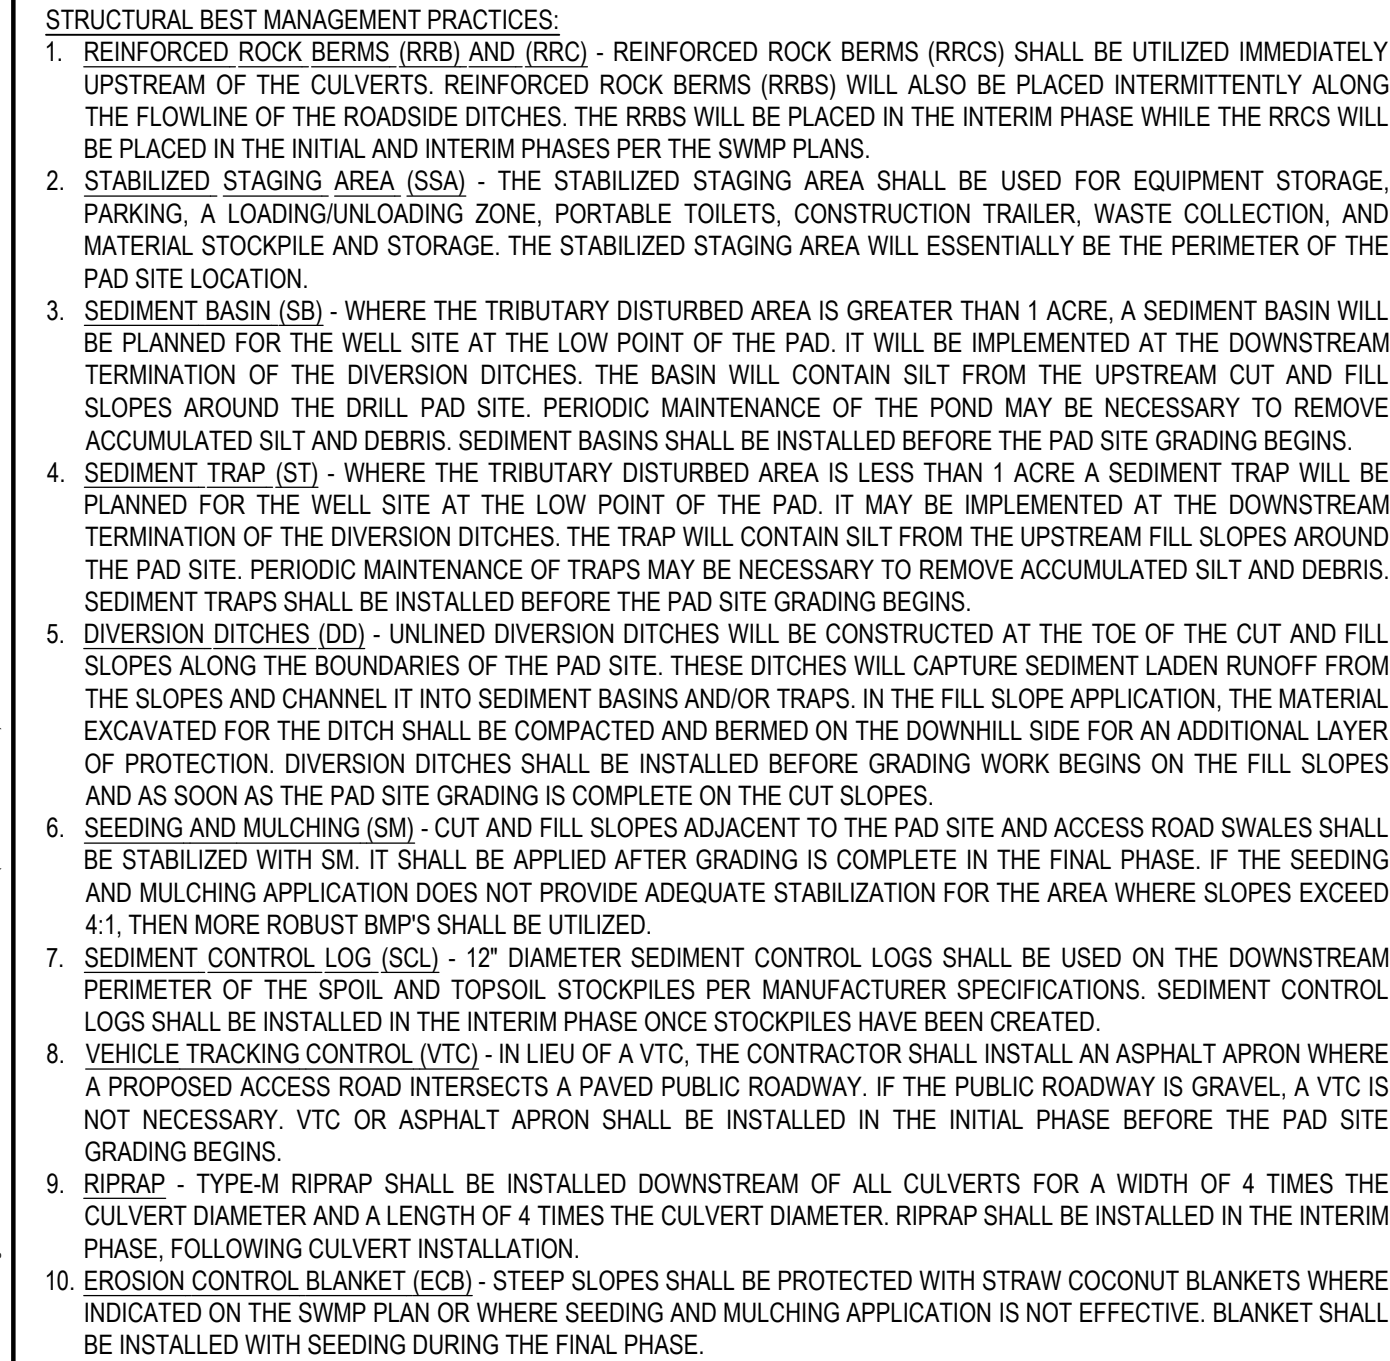 STRUCTURAL BEST MANAGEMENT PRACTICES:
1. REINFORCED ROCK BERMS (RRB) AND (RRC) - REINFORCED ROCK BERMS (RRCS) SHALL BE UTILIZED IMMEDIATELY
UPSTREAM OF THE CULVERTS. REINFORCED ROCK BERMS (RRBS) WILL ALSO BE PLACED INTERMITTENTLY ALONG
THE FLOWLINE OF THE ROADSIDE DITCHES. THE RRBS WILL BE PLACED IN THE INTERIM PHASE WHILE THE RRCS WILL
BE PLACED IN THE INITIAL AND INTERIM PHASES PER THE SWMP PLANS.
2. STABILIZED STAGING AREA (SSA) - THE STABILIZED STAGING AREA SHALL BE USED FOR EQUIPMENT STORAGE,
PARKING, A LOADING/UNLOADING ZONE, PORTABLE TOILETS, CONSTRUCTION TRAILER, WASTE COLLECTION, AND
MATERIAL STOCKPILE AND STORAGE. THE STABILIZED STAGING AREA WILL ESSENTIALLY BE THE PERIMETER OF THE
PAD SITE LOCATION.
3. SEDIMENT BASIN (SB) - WHERE THE TRIBUTARY DISTURBED AREA IS GREATER THAN 1 ACRE, A SEDIMENT BASIN WILL
BE PLANNED FOR THE WELL SITE AT THE LOW POINT OF THE PAD. IT WILL BE IMPLEMENTED AT THE DOWNSTREAM
TERMINATION OF THE DIVERSION DITCHES. THE BASIN WILL CONTAIN SILT FROM THE UPSTREAM CUT AND FILL
SLOPES AROUND THE DRILL PAD SITE. PERIODIC MAINTENANCE OF THE POND MAY BE NECESSARY TO REMOVE
ACCUMULATED SILT AND DEBRIS. SEDIMENT BASINS SHALL BE INSTALLED BEFORE THE PAD SITE GRADING BEGINS.
4. SEDIMENT TRAP (ST) - WHERE THE TRIBUTARY DISTURBED AREA IS LESS THAN 1 ACRE A SEDIMENT TRAP WILL BE
PLANNED FOR THE WELL SITE AT THE LOW POINT OF THE PAD. IT MAY BE IMPLEMENTED AT THE DOWNSTREAM
TERMINATION OF THE DIVERSION DITCHES. THE TRAP WILL CONTAIN SILT FROM THE UPSTREAM FILL SLOPES AROUND
THE PAD SITE. PERIODIC MAINTENANCE OF TRAPS MAY BE NECESSARY TO REMOVE ACCUMULATED SILT AND DEBRIS.
SEDIMENT TRAPS SHALL BE INSTALLED BEFORE THE PAD SITE GRADING BEGINS.
5. DIVERSION DITCHES (DD) - UNLINED DIVERSION DITCHES WILL BE CONSTRUCTED AT THE TOE OF THE CUT AND FILL
SLOPES ALONG THE BOUNDARIES OF THE PAD SITE. THESE DITCHES WILL CAPTURE SEDIMENT LADEN RUNOFF FROM
THE SLOPES AND CHANNEL IT INTO SEDIMENT BASINS AND/OR TRAPS. IN THE FILL SLOPE APPLICATION, THE MATERIAL
EXCAVATED FOR THE DITCH SHALL BE COMPACTED AND BERMED ON THE DOWNHILL SIDE FOR AN ADDITIONAL LAYER
OF PROTECTION. DIVERSION DITCHES SHALL BE INSTALLED BEFORE GRADING WORK BEGINS ON THE FILL SLOPES
AND AS SOON AS THE PAD SITE GRADING IS COMPLETE ON THE CUT SLOPES.
6. SEEDING AND MULCHING (SM) - CUT AND FILL SLOPES ADJACENT TO THE PAD SITE AND ACCESS ROAD SWALES SHALL
BE STABILIZED WITH SM. IT SHALL BE APPLIED AFTER GRADING IS COMPLETE IN THE FINAL PHASE. IF THE SEEDING
AND MULCHING APPLICATION DOES NOT PROVIDE ADEQUATE STABILIZATION FOR THE AREA WHERE SLOPES EXCEED
4:1, THEN MORE ROBUST BMP'S SHALL BE UTILIZED.
7. SEDIMENT CONTROL LOG (SCL) - 12" DIAMETER SEDIMENT CONTROL LOGS SHALL BE USED ON THE DOWNSTREAM
PERIMETER OF THE SPOIL AND TOPSOIL STOCKPILES PER MANUFACTURER SPECIFICATIONS. SEDIMENT CONTROL
LOGS SHALL BE INSTALLED IN THE INTERIM PHASE ONCE STOCKPILES HAVE BEEN CREATED.
8. VEHICLE TRACKING CONTROL (VTC) - IN LIEU OF A VTC, THE CONTRACTOR SHALL INSTALL AN ASPHALT APRON WHERE
A PROPOSED ACCESS ROAD INTERSECTS A PAVED PUBLIC ROADWAY. IF THE PUBLIC ROADWAY IS GRAVEL, A VTC IS
NOT NECESSARY. VTC OR ASPHALT APRON SHALL BE INSTALLED IN THE INITIAL PHASE BEFORE THE PAD SITE
GRADING BEGINS.
9. RIPRAP - TYPE-M RIPRAP SHALL BE INSTALLED DOWNSTREAM OF ALL CULVERTS FOR A WIDTH OF 4 TIMES THE
CULVERT DIAMETER AND A LENGTH OF 4 TIMES THE CULVERT DIAMETER. RIPRAP SHALL BE INSTALLED IN THE INTERIM
PHASE, FOLLOWING CULVERT INSTALLATION.
10. EROSION CONTROL BLANKET (ECB) - STEEP SLOPES SHALL BE PROTECTED WITH STRAW COCONUT BLANKETS WHERE
INDICATED ON THE SWMP PLAN OR WHERE SEEDING AND MULCHING APPLICATION IS NOT EFFECTIVE. BLANKET SHALL
BE INSTALLED WITH SEEDING DURING THE FINAL PHASE.